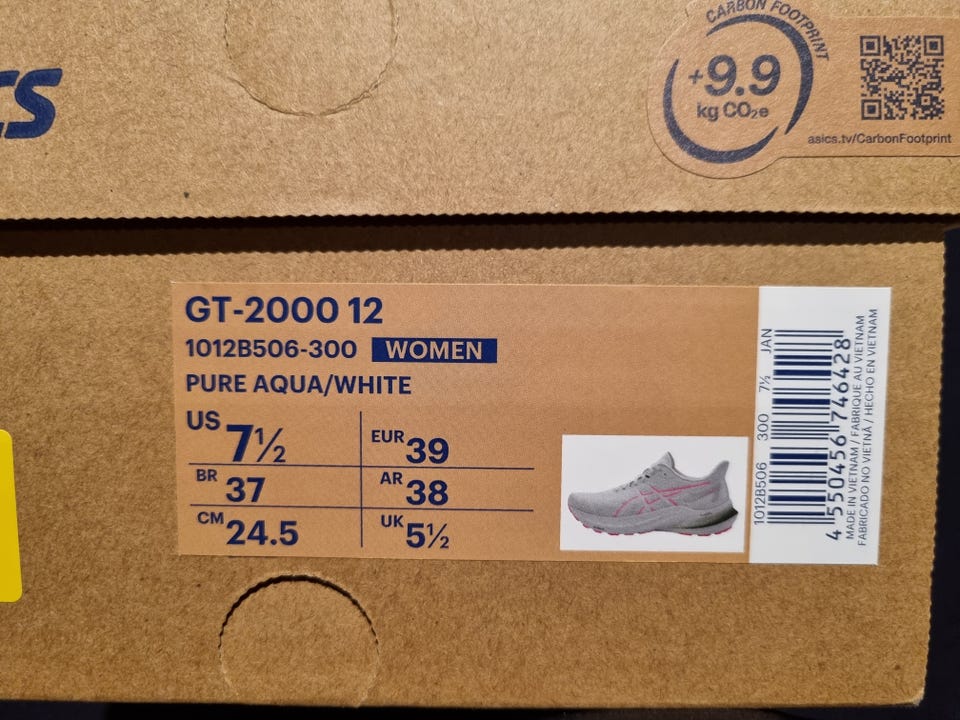 CS
CARBON FOOTPRINT
+9.9
kg CO₂e
asics.tv/CarbonFootprint
GT-2000 12
1012B506-300 WOMEN
PURE AQUA/WHITE
US 7½
EUR 39
BR 37
AR 38
CM 24.5
UK 5½
1012B506 300 7½ JAN
4 550456 746428
MADE IN VIETNAM / FABRIQUE AU VIETNAM
FABRICADO NO VIETNÃ / HECHO EN VIETNAM